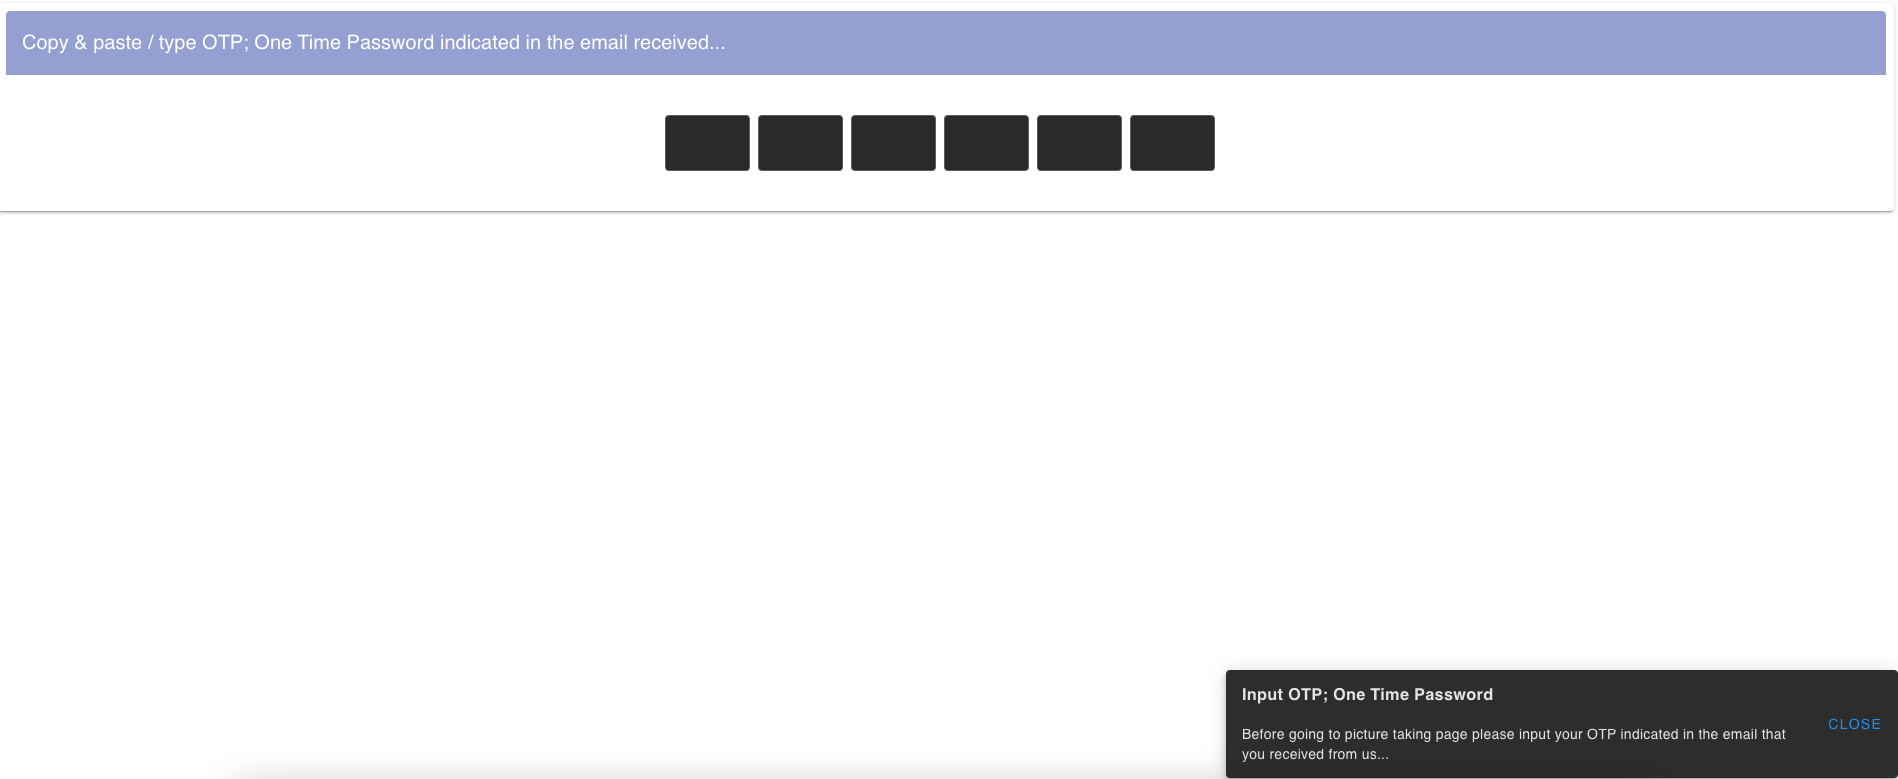 Copy & paste / type OTP; One Time Password indicated in the email received...
Input OTP; One Time Password
CLOSE
Before going to picture taking page please input your OTP indicated in the email that
you received from us...